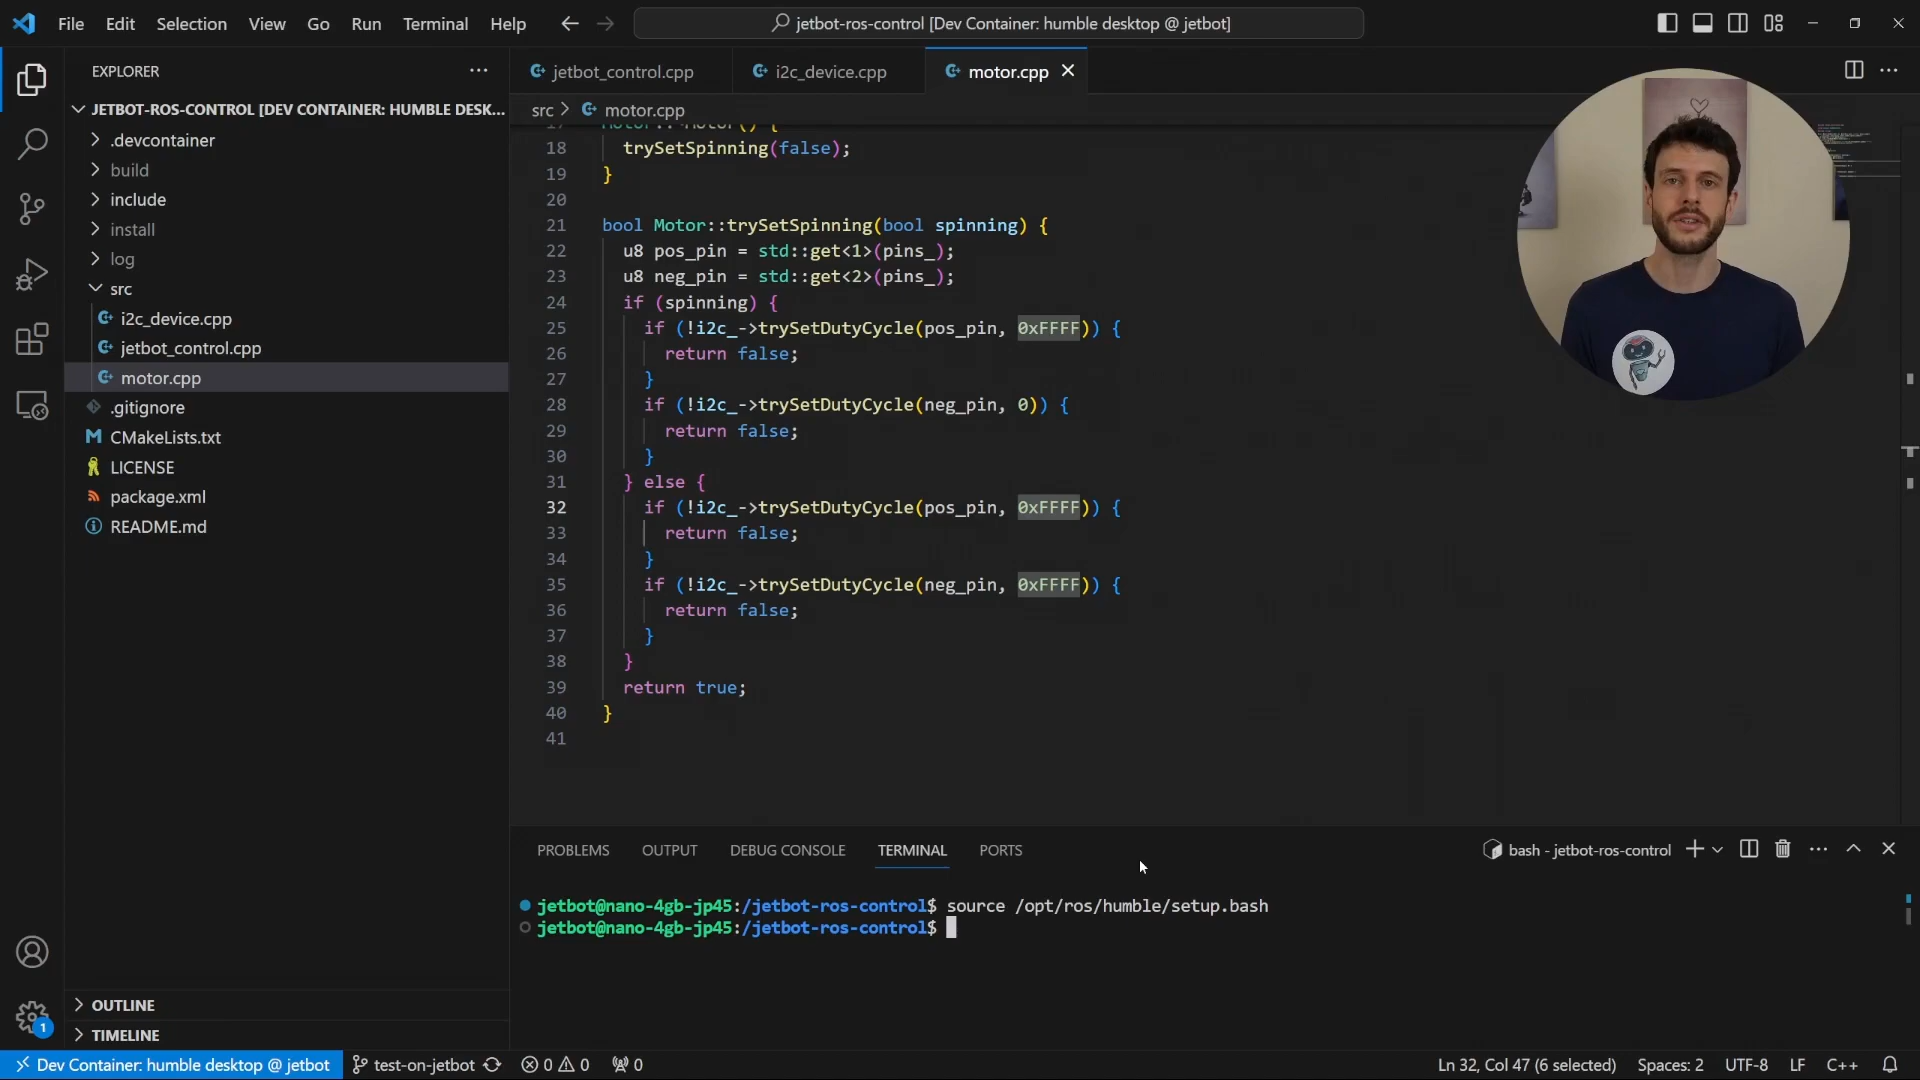 File Edit Selection View Go Run Terminal Help
jetbot-ros-control [Dev Container: humble desktop @ jetbot]
EXPLORER
JETBOT-ROS-CONTROL [DEV CONTAINER: HUMBLE DESK...
.devcontainer
build
include
install
log
src
i2c_device.cpp
jetbot_control.cpp
motor.cpp
.gitignore
CMakeLists.txt
LICENSE
package.xml
README.md
OUTLINE
TIMELINE
jetbot_control.cpp i2c_device.cpp motor.cpp
src > motor.cpp
18 trySetSpinning(false);
19 }
20
21 bool Motor::trySetSpinning(bool spinning) {
22 u8 pos_pin = std::get<1>(pins_);
23 u8 neg_pin = std::get<2>(pins_);
24 if (spinning) {
25 if (!i2c_->trySetDutyCycle(pos_pin, 0xFFFF)) {
26 return false;
27 }
28 if (!i2c_->trySetDutyCycle(neg_pin, 0)) {
29 return false;
30 }
31 } else {
32 if (!i2c_->trySetDutyCycle(pos_pin, 0xFFFF)) {
33 return false;
34 }
35 if (!i2c_->trySetDutyCycle(neg_pin, 0xFFFF)) {
36 return false;
37 }
38 }
39 return true;
40 }
41
PROBLEMS OUTPUT DEBUG CONSOLE TERMINAL PORTS
bash - jetbot-ros-control
jetbot@nano-4gb-jp45:/jetbot-ros-control$ source /opt/ros/humble/setup.bash
jetbot@nano-4gb-jp45:/jetbot-ros-control$
1
Dev Container: humble desktop @ jetbot test-on-jetbot 0 0 0
Ln 32, Col 47 (6 selected) Spaces: 2 UTF-8 LF C++